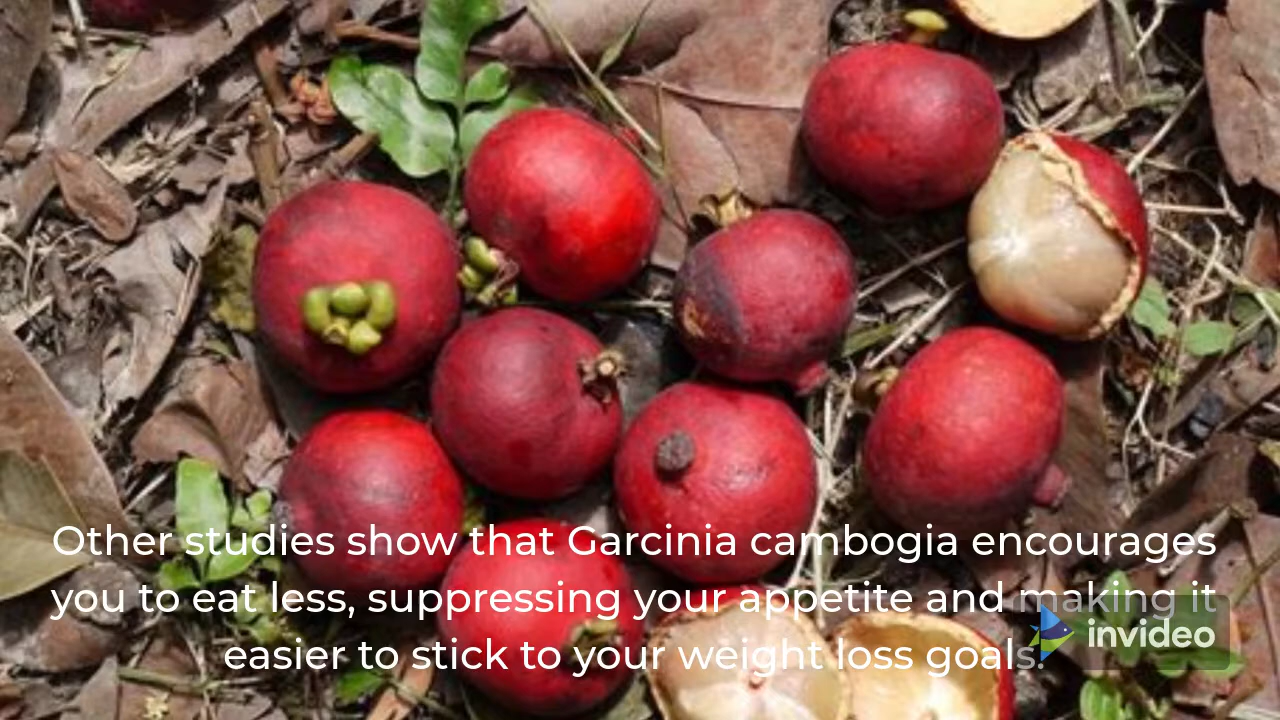 Other studies show that Garcinia cambogia encourages
you to eat less, suppressing your appetite and making it
easier to stick to your weight loss goals.
invideo